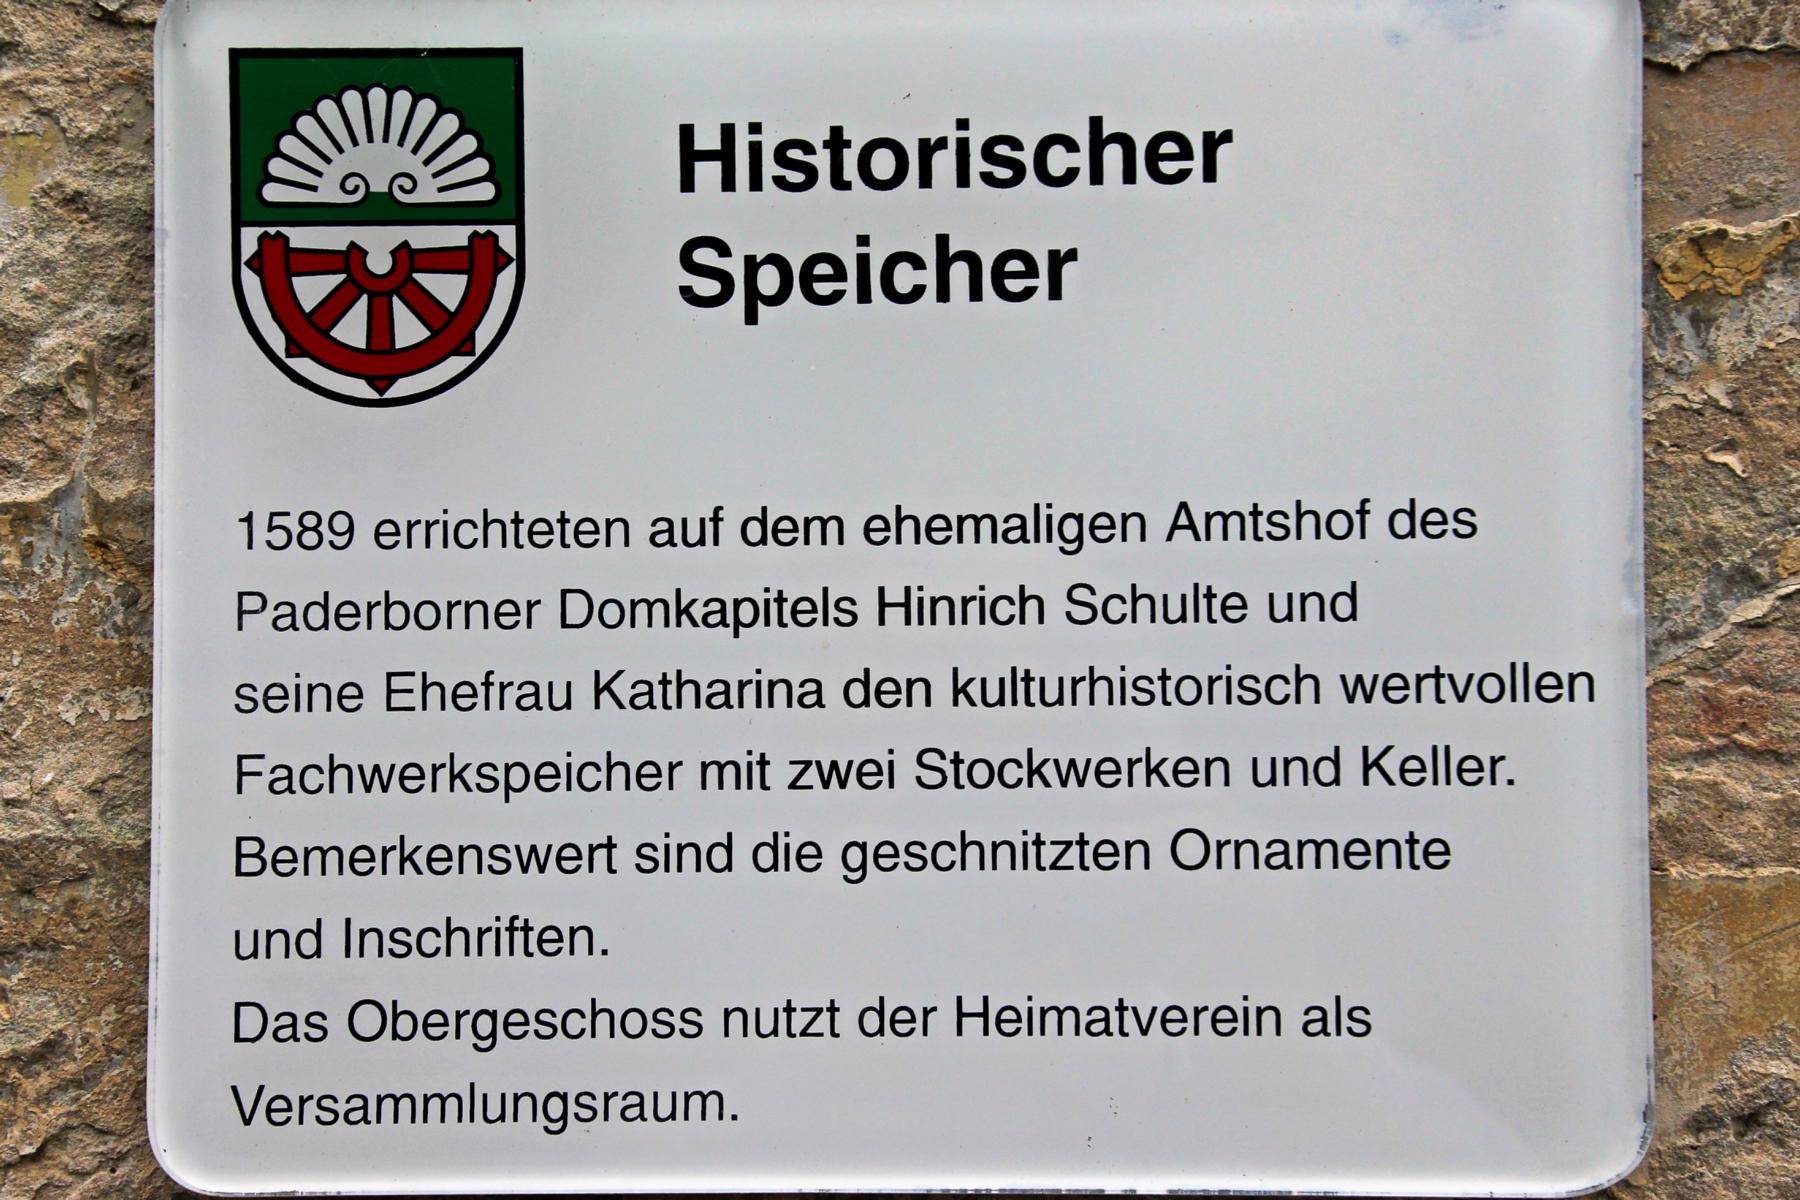 Historischer
Speicher
1589 errichteten auf dem ehemaligen Amtshof des
Paderborner Domkapitels Hinrich Schulte und
seine Ehefrau Katharina den kulturhistorisch wertvollen
Fachwerkspeicher mit zwei Stockwerken und Keller.
Bemerkenswert sind die geschnitzten Ornamente
und Inschriften.
Das Obergeschoss nutzt der Heimatverein als
Versammlungsraum.